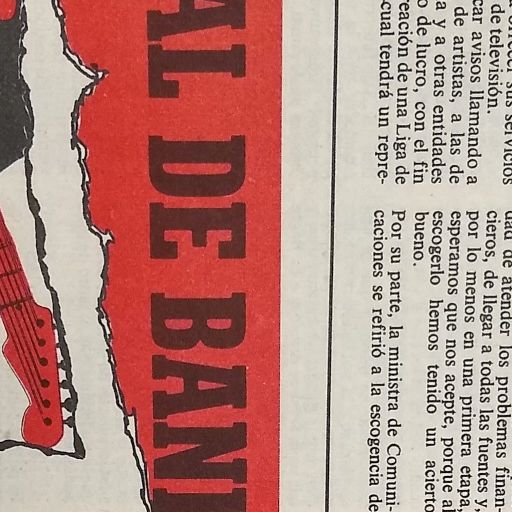 sus servicios
de televisión.
car avisos llamando a
de artistas, a las de
a y a otras entidades
o de lucro, con el fin
reación de una Liga de
cual tendrá un repre-
dad de atender los problemas finan-
cieros, de llegar a todas las fuentes y,
por lo menos en una primera etapa,
esperamos que nos acepte, porque al
escogerlo hemos tenido un acierto
bueno.
Por su parte, la ministra de Comuni-
caciones se refirió a la escogencia de
AL DE BAN